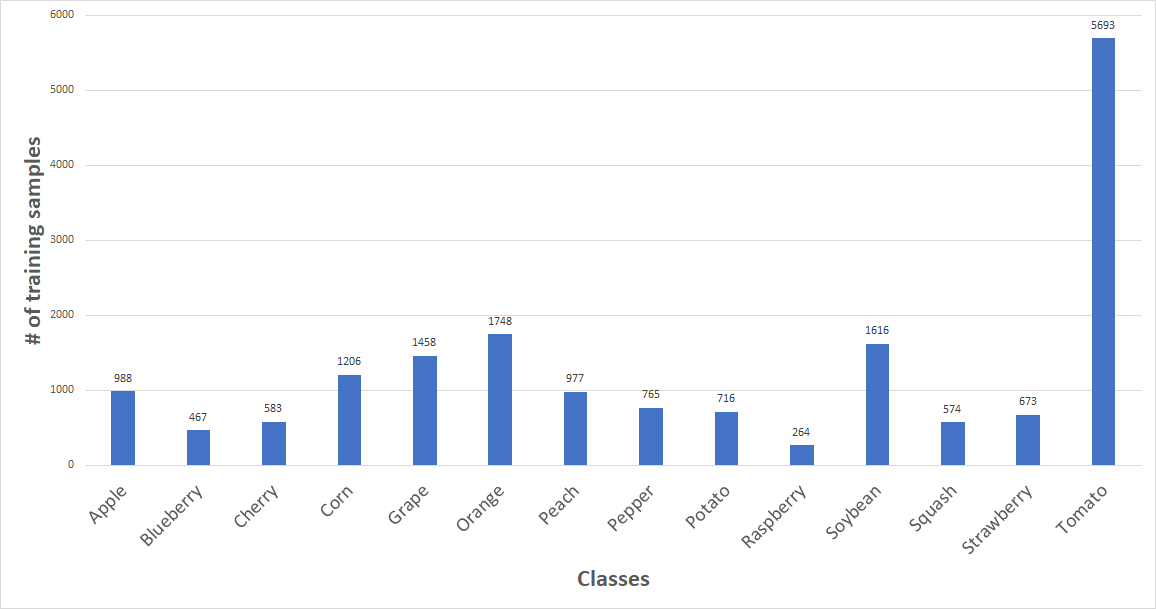 # of training samples
6000
5000
4000
3000
2000
1000
0
988
467
583
1206
1458
1748
977
765
716
264
1616
574
673
5693
Apple
Blueberry
Cherry
Corn
Grape
Orange
Peach
Pepper
Potato
Raspberry
Soybean
Squash
Strawberry
Tomato
Classes